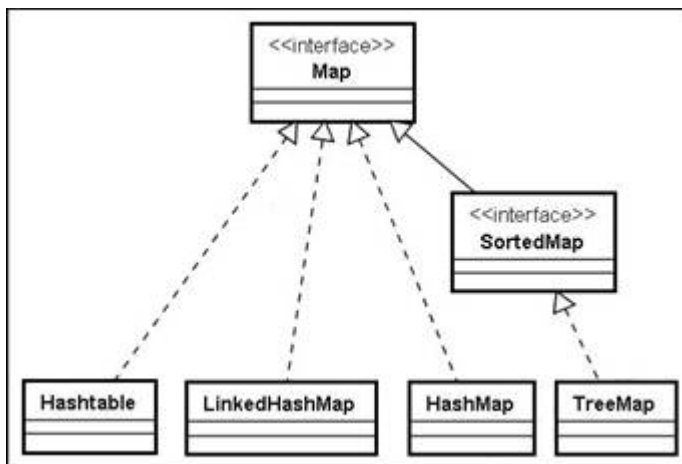 <<interface>>
Map
<<interface>>
SortedMap
Hashtable
LinkedHashMap
HashMap
TreeMap